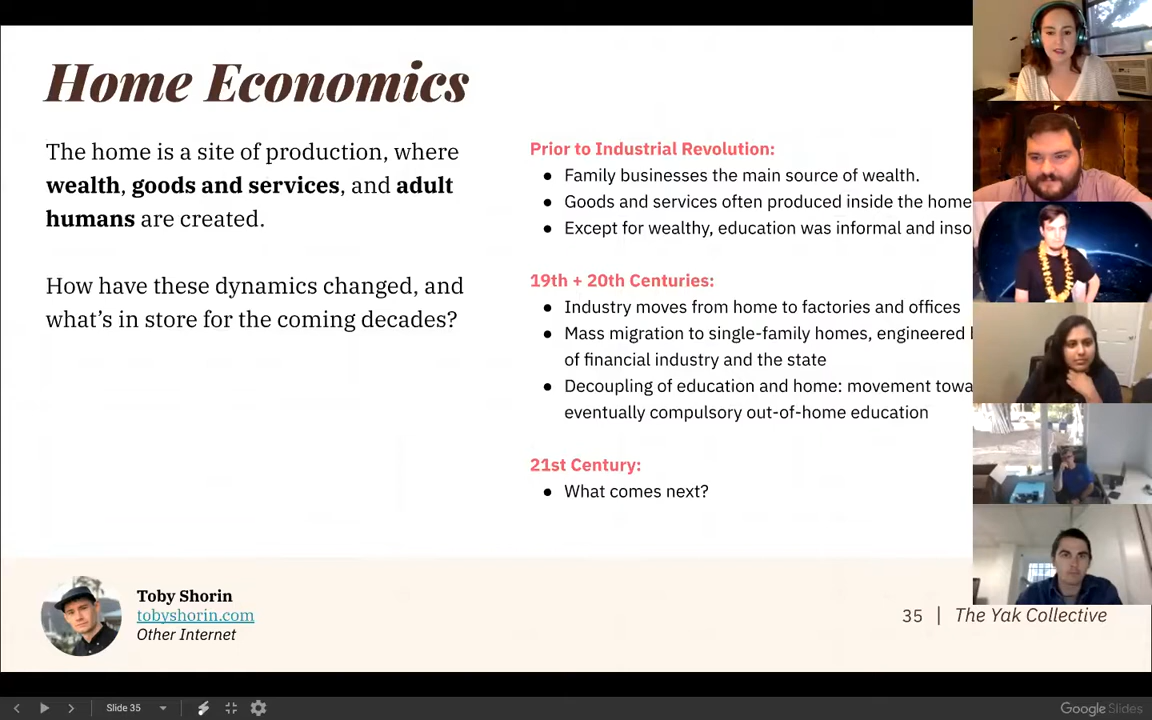 Home Economics
The home is a site of production, where
wealth, goods and services, and adult
humans are created.
How have these dynamics changed, and
what's in store for the coming decades?
Prior to Industrial Revolution:
● Family businesses the main source of wealth.
● Goods and services often produced inside the home
● Except for wealthy, education was informal and inso
19th + 20th Centuries:
● Industry moves from home to factories and offices
● Mass migration to single-family homes, engineered
of financial industry and the state
● Decoupling of education and home: movement towa
eventually compulsory out-of-home education
21st Century:
● What comes next?
Toby Shorin
tobyshorin.com
Other Internet
35 | The Yak Collective
Slide 35
Google Slides